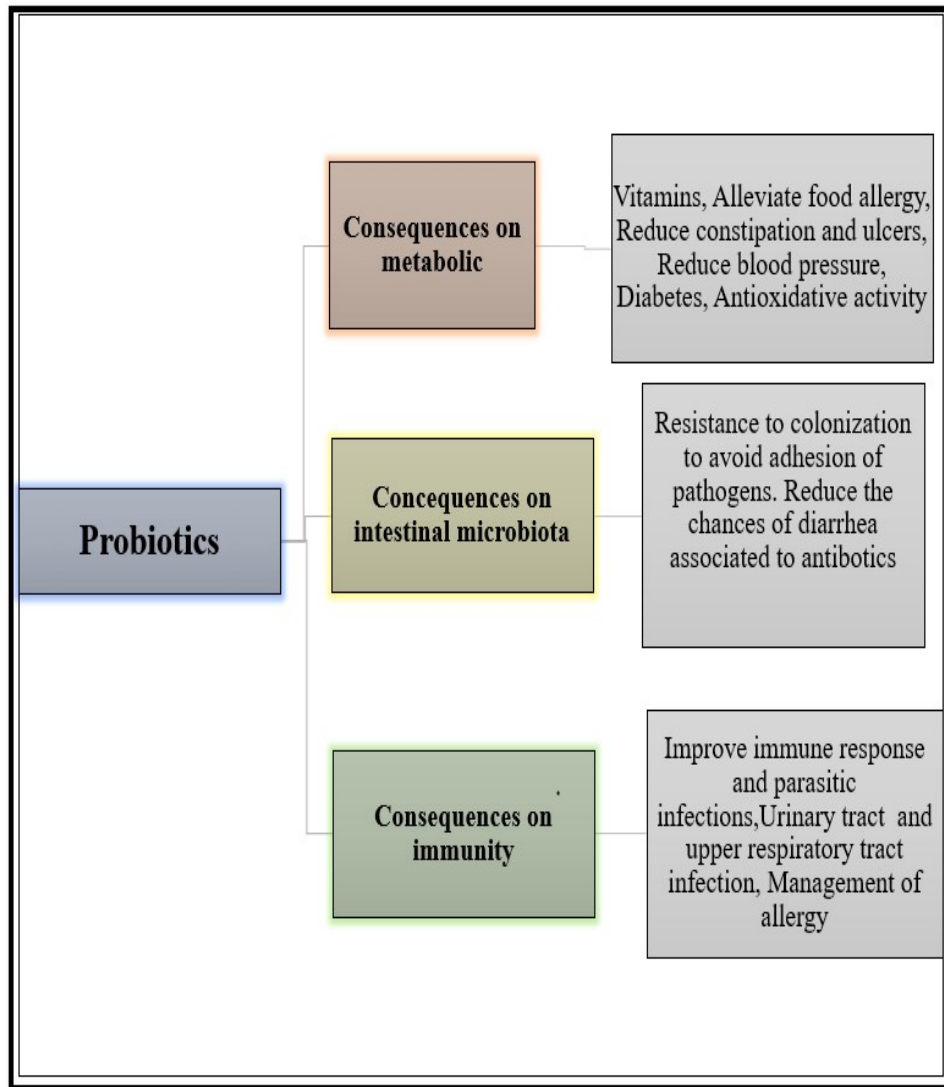 Probiotics
Consequences on
metabolic
Vitamins, Alleviate food allergy,
Reduce constipation and ulcers,
Reduce blood pressure,
Diabetes, Antioxidative activity
Concequences on
intestinal microbiota
Resistance to colonization
to avoid adhesion of
pathogens. Reduce the
chances of diarrhea
associated to antibotics
Consequences on
immunity
Improve immune response
and parasitic
infections,Urinary tract and
upper respiratory tract
infection, Management of
allergy